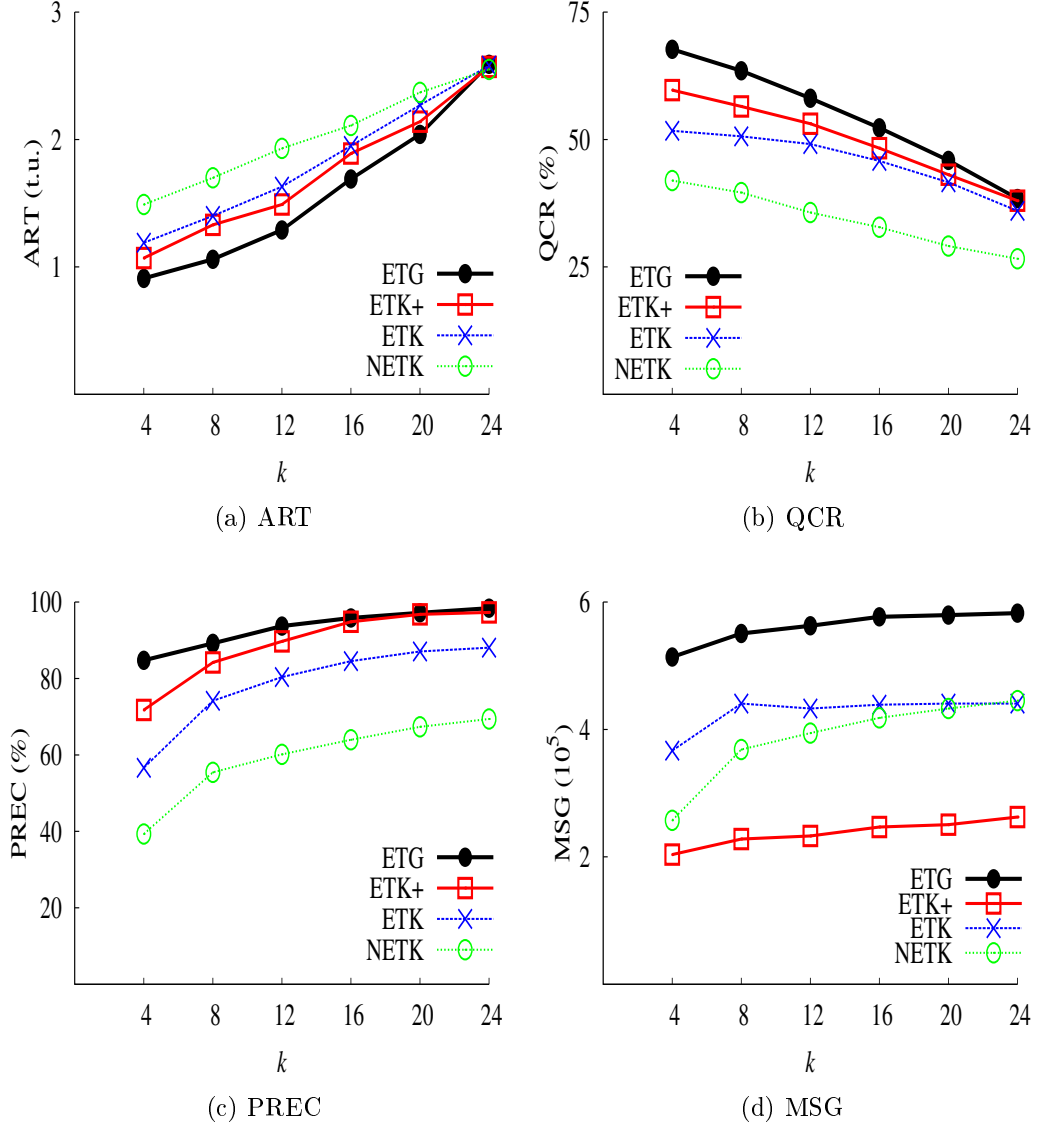 3
2
1
ART (t.u.)
ETG
ETK+
ETK
NETK
4 8 12 16 20 24
k
(a) ART
75
50
25
QCR (%)
ETG
ETK+
ETK
NETK
4 8 12 16 20 24
k
(b) QCR
100
80
60
40
20
PREC (%)
ETG
ETK+
ETK
NETK
4 8 12 16 20 24
k
(c) PREC
6
4
2
MSG (10^5)
ETG
ETK+
ETK
NETK
4 8 12 16 20 24
k
(d) MSG